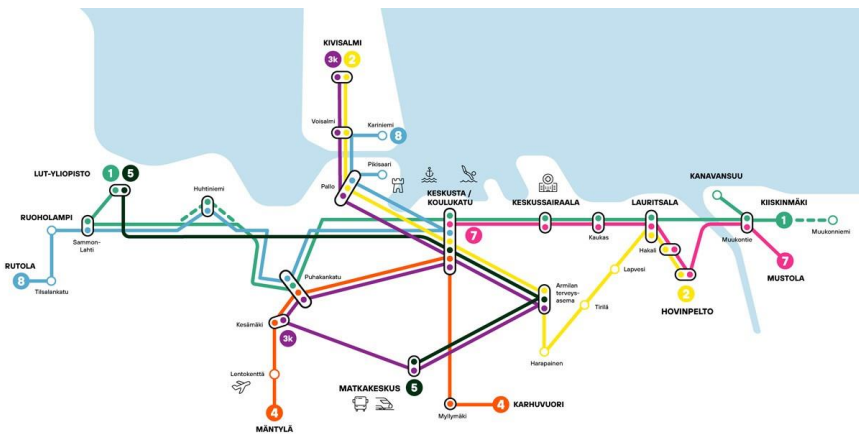 KIVISALMI
3k 2
Voisalmi
Kariniemi
8
Pikisaari
Pallo
LUT-YLIOPISTO
1 5
Huhtiniemi
RUOHOLAMPI
Sammon-
Lahti
RUTOLA
8
Tilsalankatu
KESKUSTA /
KOULUKATU
7
KESKUSSAIRAALA
Kaukas
LAURITSALA
Hakali
2
HOVINPELTO
KANAVANSUU
KIISKINMÄKI
1
Muukonniemi
Muukontie
7
MUSTOLA
Puhakankatu
Kesämäki
3k
Lentokenttä
4
MÄNTYLÄ
MATKAKESKUS
5
Armilan
terveys-
asema
Lapvesi
Tirilä
Harapainen
Myllymäki
4
KARHUVUORI